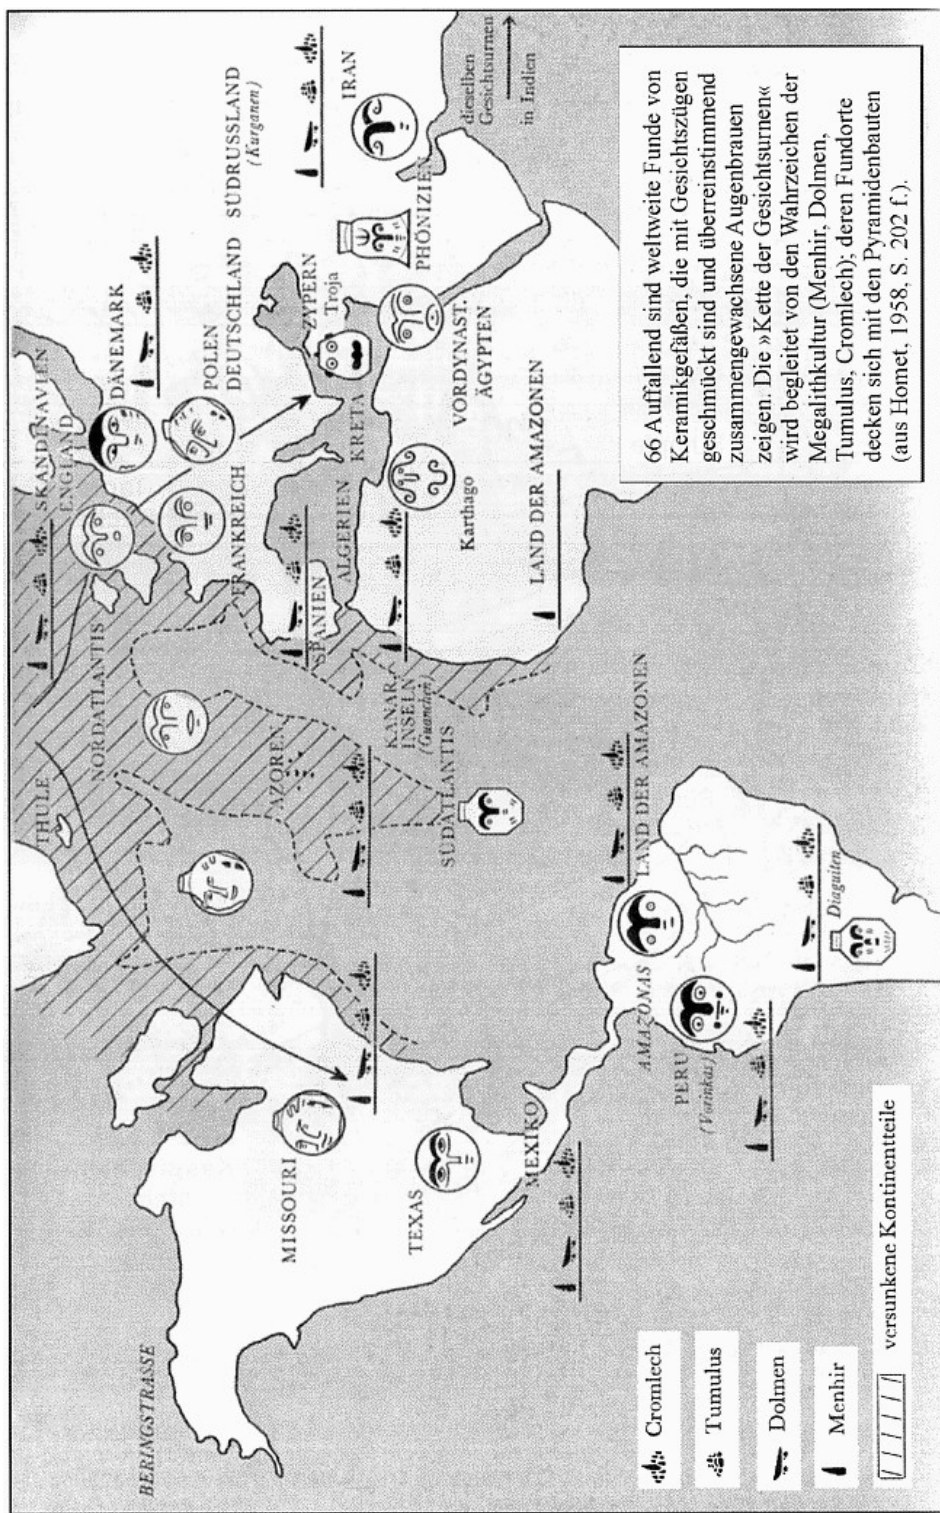 BERINGSTRASSE
THULE
SKANDINAVIEN
ENGLAND
DÄNEMARK
POLEN
DEUTSCHLAND
SÜDRUSSLAND
(Kurganen)
IRAN
dieselben
Gesichtsurnen
in Indien
NORDATLANTIS
FRANKREICH
ZYPERN
Troja
PHÖNIZIEN
MISSOURI
AZOREN
SPANIEN
ALGERIEN
KRETA
VORDYNAST.
ÄGYPTEN
TEXAS
KANAR.
INSELN
(Guanchen)
Karthago
SÜDATLANTIS
LAND DER AMAZONEN
MEXIKO
LAND DER AMAZONEN
AMAZONAS
PERU
Diaguiten
Cromlech
Tumulus
Dolmen
Menhir
versunkene Kontinentteile
66 Auffallend sind weltweite Funde von
Keramikgefäßen, die mit Gesichtszügen
geschmückt sind und überreinstimmend
zusammengewachsene Augenbrauen
zeigen. Die »Kette der Gesichtsurnen«
wird begleitet von den Wahrzeichen der
Megalithkultur (Menhir, Dolmen,
Tumulus, Cromlech); deren Fundorte
decken sich mit den Pyramidenbauten
(aus Homet, 1958, S. 202 f.).